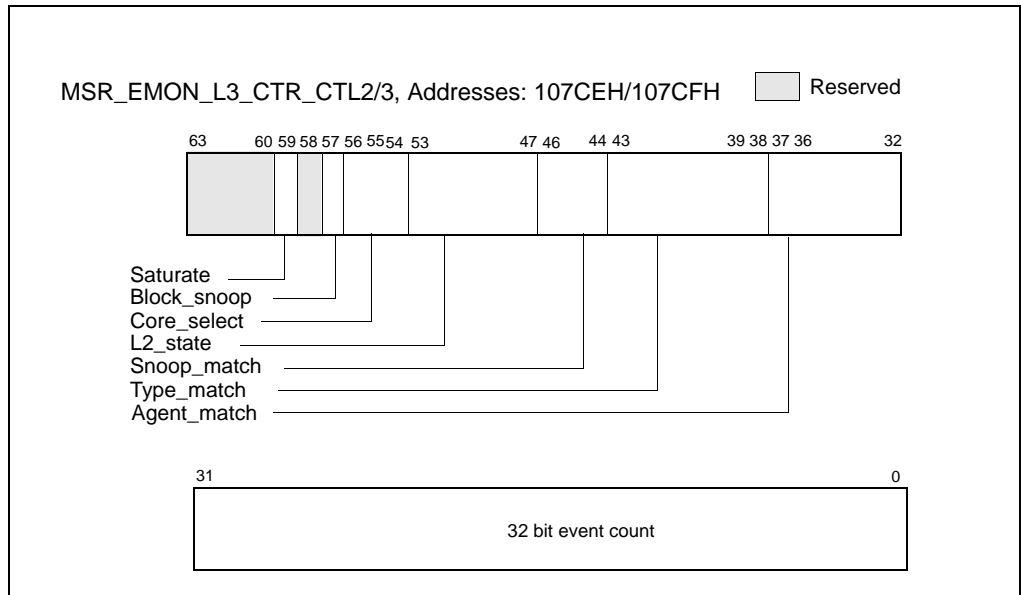 MSR_EMON_L3_CTR_CTL2/3, Addresses: 107CEH/107CFH Reserved
63 60 59 58 57 56 55 54 53 47 46 44 43 39 38 37 36 32
Saturate
Block_snoop
Core_select
L2_state
Snoop_match
Type_match
Agent_match
31 0
32 bit event count